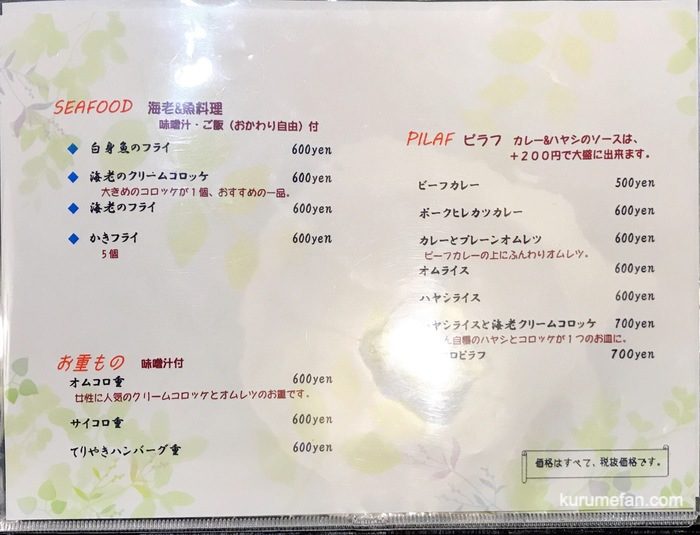 SEAFOOD 海老&魚料理
味噌汁・ご飯（おかわり自由）付
白身魚のフライ 600yen
海老のクリームコロッケ 600yen
大きめのコロッケが1個、おすすめの一品。
海老のフライ 600yen
かきフライ 600yen
5個
お重もの 味噌汁付
オムコロ重 600yen
女性に人気のクリームコロッケとオムレツのお重です。
サイコロ重 600yen
てりやきハンバーグ重 600yen
PILAF ピラフ カレー&ハヤシのソースは、
+200円で大盛に出来ます。
ビーフカレー 500yen
ポークヒレカツカレー 600yen
カレーとプレーンオムレツ 600yen
ビーフカレーの上にふんわりオムレツ。
オムライス 600yen
ハヤシライス 600yen
ヤシライスと海老クリームコロッケ 700yen
ん自慢のハヤシとコロッケが1つのお皿に。
ロピラフ 700yen
価格はすべて、税抜価格です。
kurumefan.com